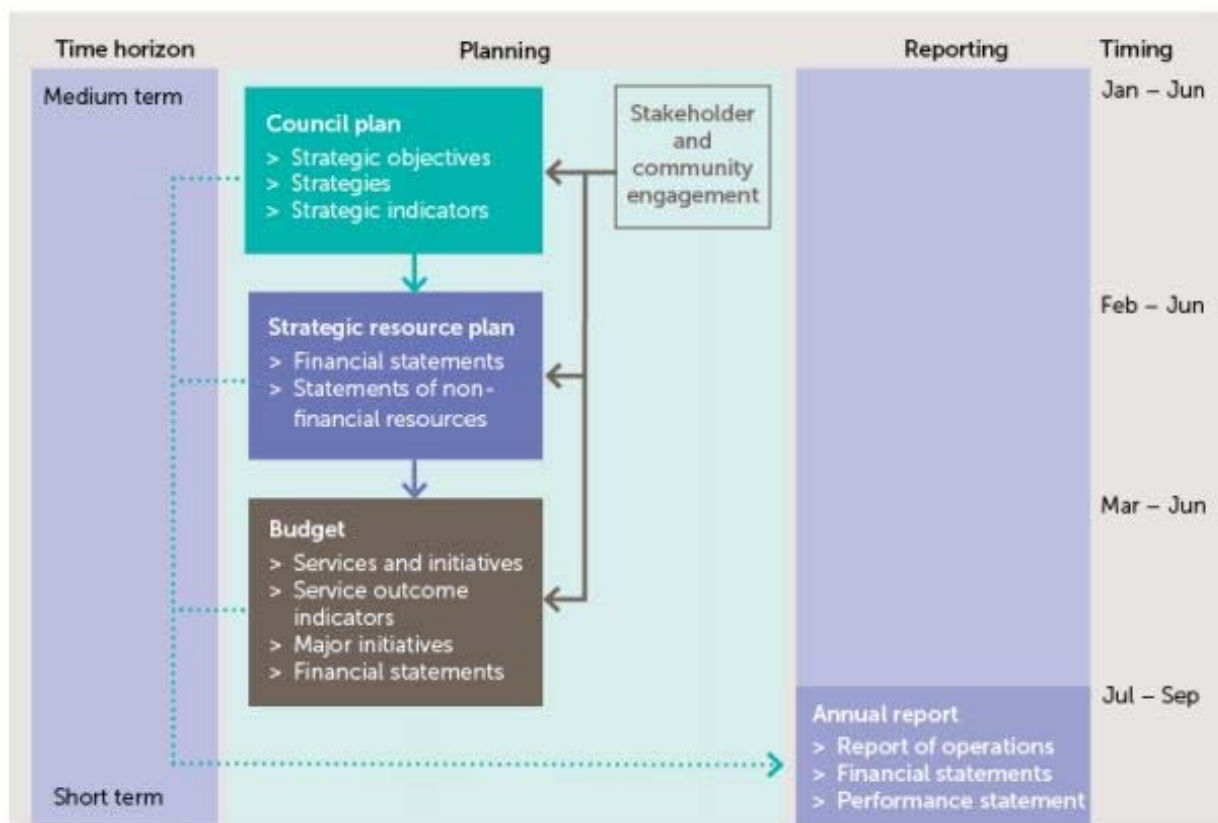 Time horizon
Planning
Reporting
Timing
Medium term
Council plan
> Strategic objectives
> Strategies
> Strategic indicators
Stakeholder
and
community
engagement
Jan – Jun
Strategic resource plan
> Financial statements
> Statements of non-
financial resources
Feb – Jun
Budget
> Services and initiatives
> Service outcome
indicators
> Major initiatives
> Financial statements
Mar – Jun
Annual report
> Report of operations
> Financial statements
> Performance statement
Jul – Sep
Short term